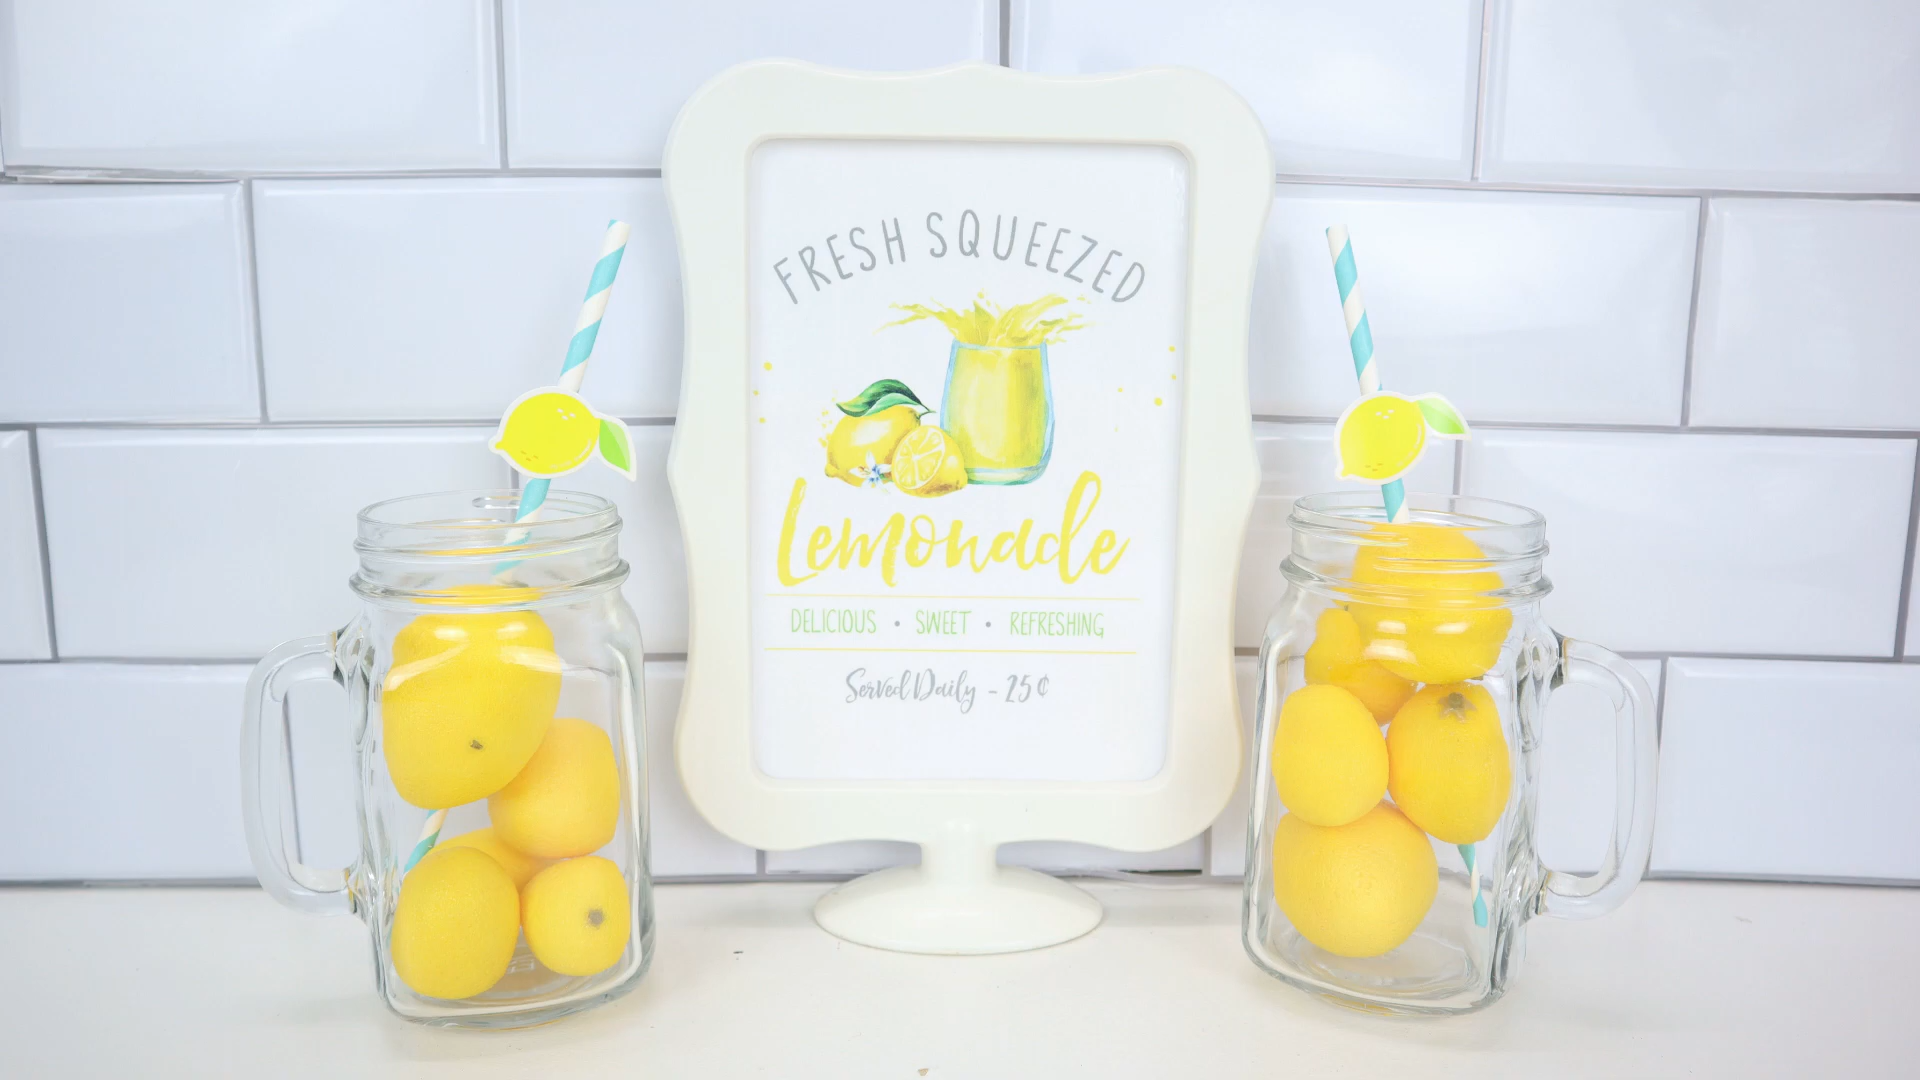 FRESH SQUEEZED
Lemonade
DELICIOUS • SWEET • REFRESHING
Served Daily - 25¢